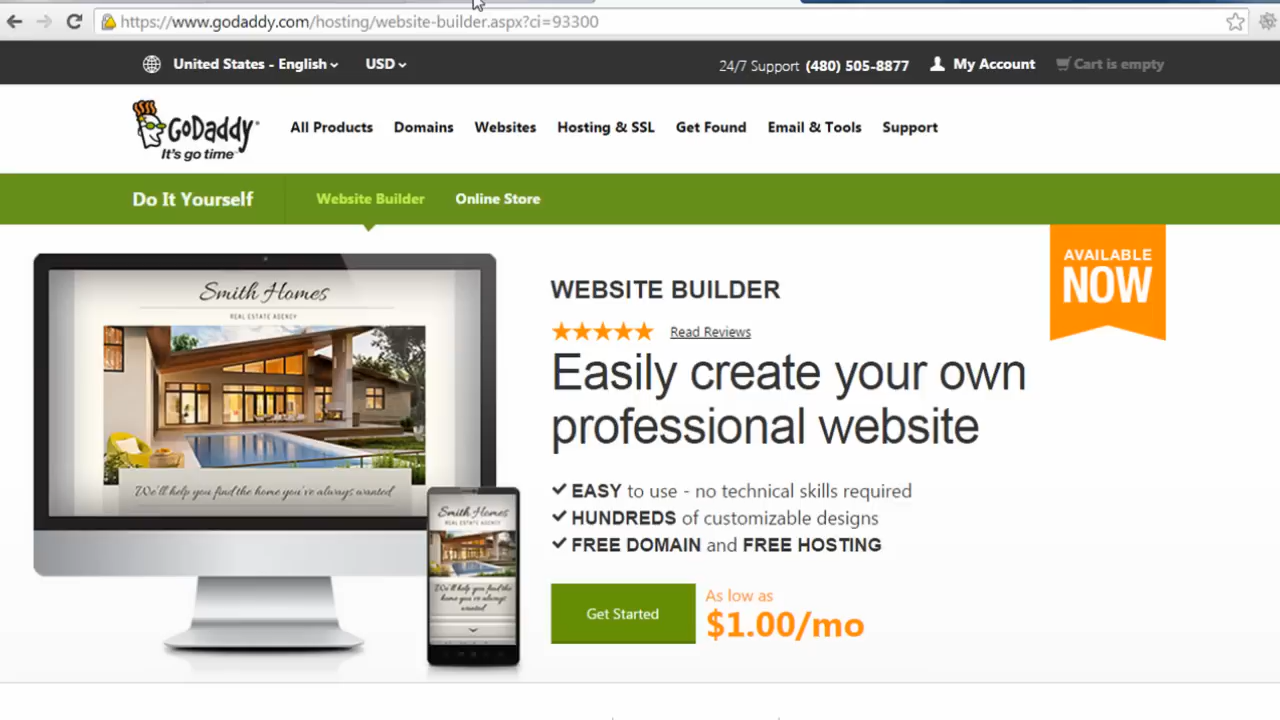 https://www.godaddy.com/hosting/website-builder.aspx?ci=93300
United States - English USD 24/7 Support (480) 505-8877 My Account Cart is empty
GoDaddy
It's go time
All Products Domains Websites Hosting & SSL Get Found Email & Tools Support
Do It Yourself Website Builder Online Store
AVAILABLE
NOW
Smith Homes
REAL ESTATE AGENCY
We'll help you find the home you've always wanted
Smith Homes
REAL ESTATE AGENCY
We'll help you find the
home you've always
wanted
WEBSITE BUILDER
Read Reviews
Easily create your own
professional website
EASY to use - no technical skills required
HUNDREDS of customizable designs
FREE DOMAIN and FREE HOSTING
Get Started
As low as
$1.00/mo